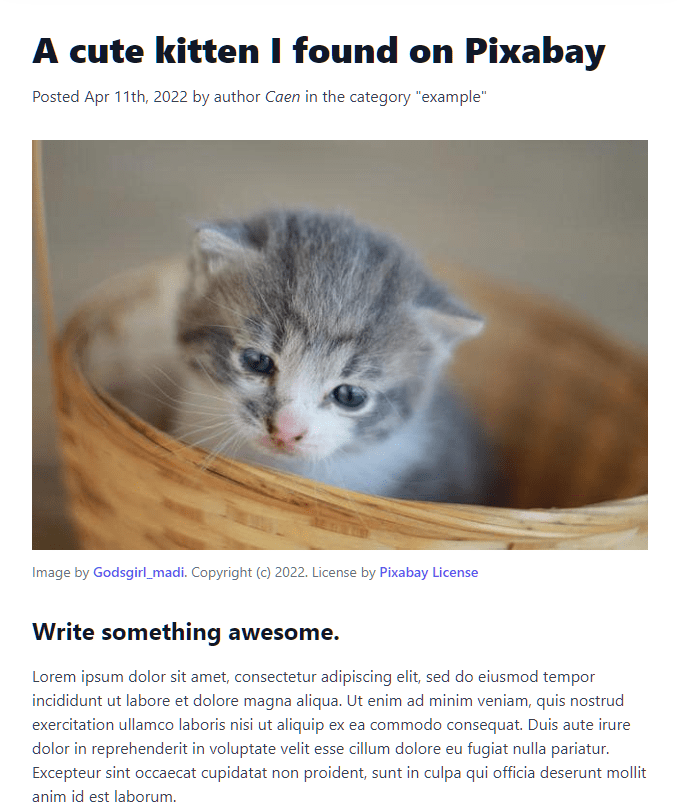 A cute kitten I found on Pixabay
Posted Apr 11th, 2022 by author Caen in the category "example"
Image by Godsgirl_madi. Copyright (c) 2022. License by Pixabay License
Write something awesome.
Lorem ipsum dolor sit amet, consectetur adipiscing elit, sed do eiusmod tempor
incididunt ut labore et dolore magna aliqua. Ut enim ad minim veniam, quis nostrud
exercitation ullamco laboris nisi ut aliquip ex ea commodo consequat. Duis aute irure
dolor in reprehenderit in voluptate velit esse cillum dolore eu fugiat nulla pariatur.
Excepteur sint occaecat cupidatat non proident, sunt in culpa qui officia deserunt mollit
anim id est laborum.